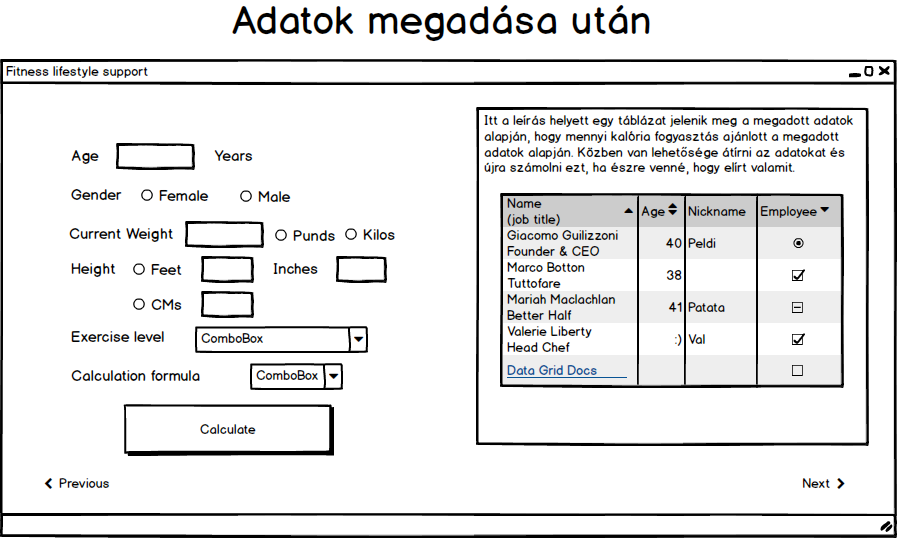 Adatok megadása után
Fitness lifestyle support
Age Years
Gender Female Male
Current Weight Punds Kilos
Height Feet Inches
CMs
Exercise level ComboBox
Calculation formula ComboBox
Calculate
Itt a leírás helyett egy táblázat jelenik meg a megadott adatok
alapján, hogy mennyi kalória fogyasztás ajánlott a megadott
adatok alapján. Közben van lehetősége átírni az adatokat és
újra számolni ezt, ha észre venné, hogy elírt valamit.
Name
(job title) Age Nickname Employee
Giacomo Guilizzoni
Founder & CEO 40 Peldi
Marco Botton
Tuttofare 38
Mariah Maclachlan
Better Half 41 Patata
Valerie Liberty
Head Chef :) Val
Data Grid Docs
Previous
Next